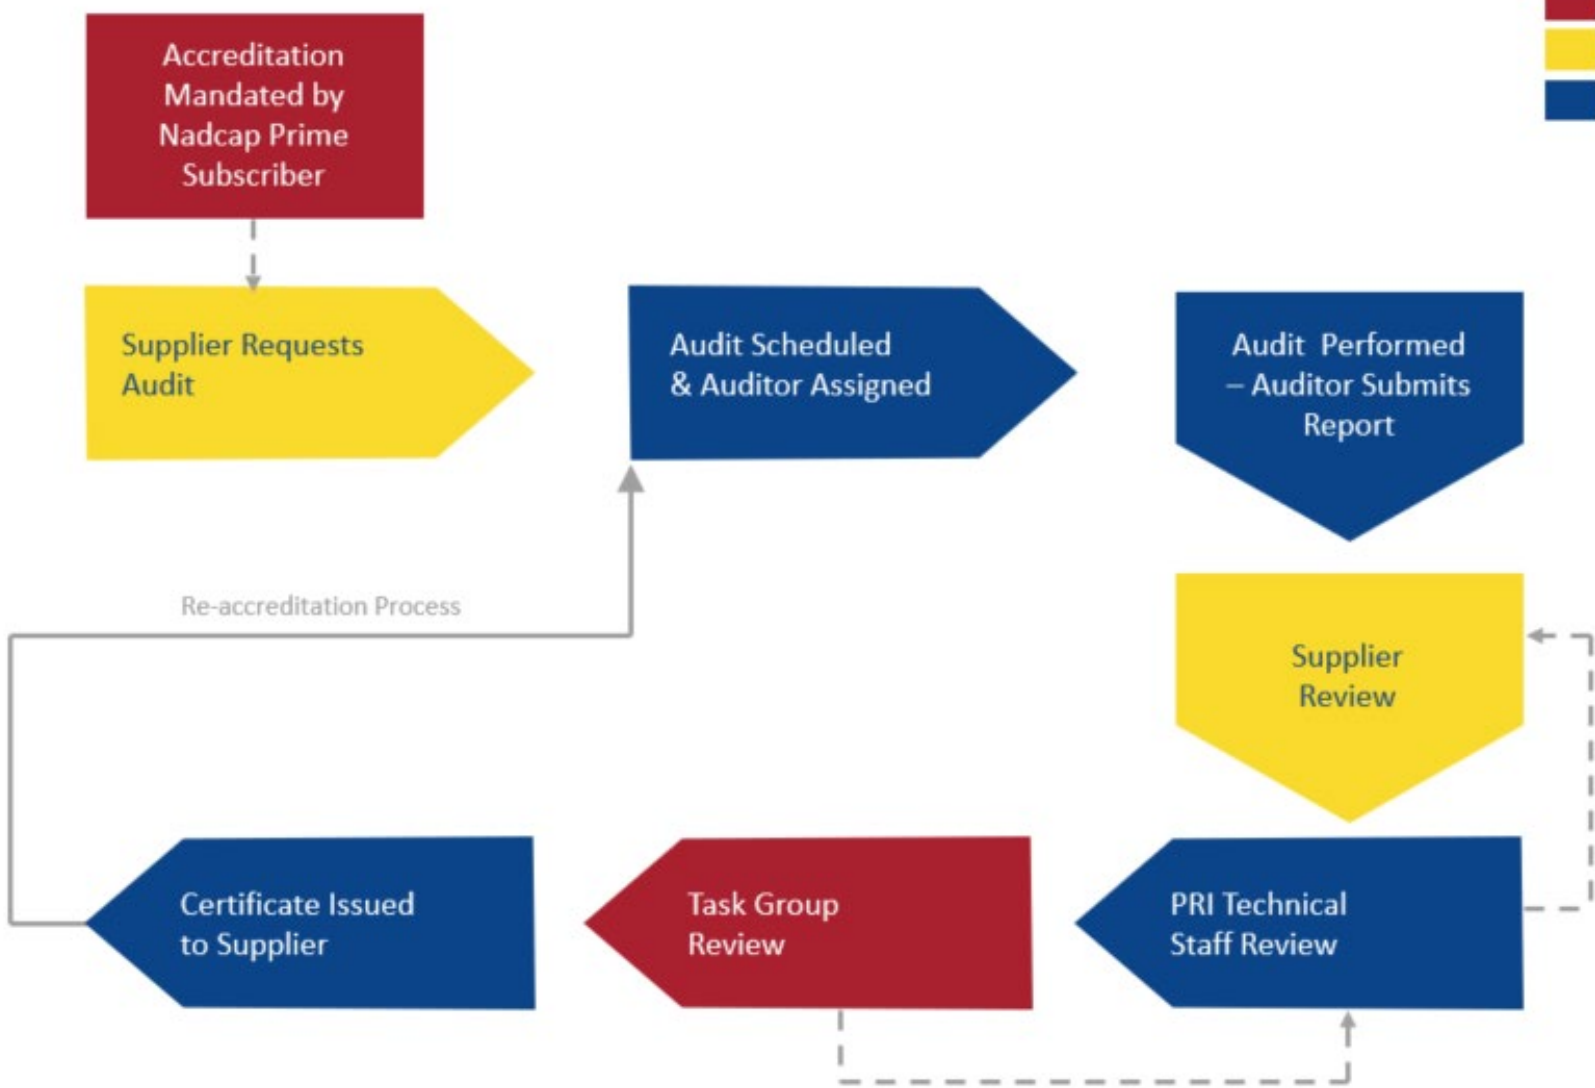 Accreditation
Mandated by
Nadcap Prime
Subscriber
Supplier Requests
Audit
Audit Scheduled
& Auditor Assigned
Audit Performed
– Auditor Submits
Report
Re-accreditation Process
Supplier
Review
Certificate Issued
to Supplier
Task Group
Review
PRI Technical
Staff Review